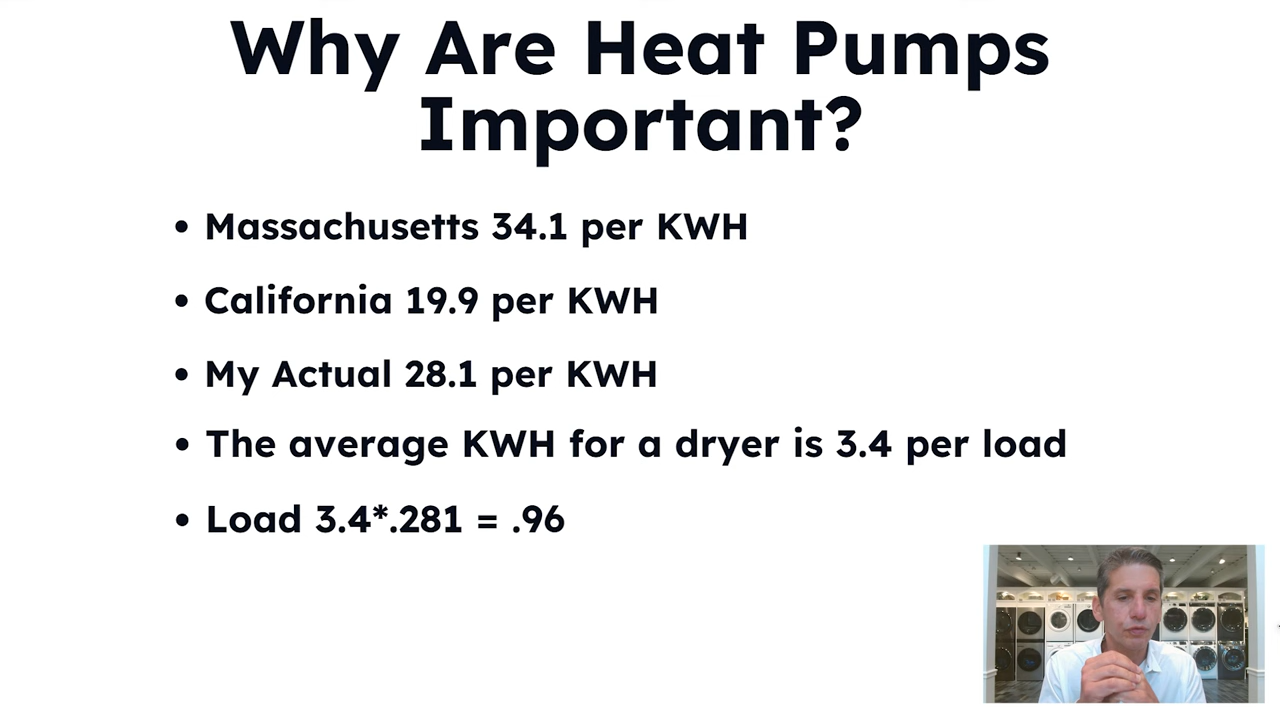 Why Are Heat Pumps
Important?
• Massachusetts 34.1 per KWH
• California 19.9 per KWH
• My Actual 28.1 per KWH
• The average KWH for a dryer is 3.4 per load
• Load 3.4*.281 = .96